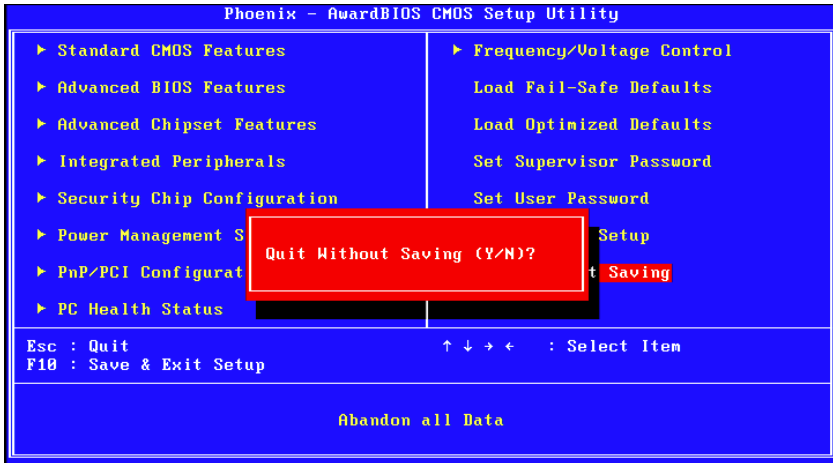 Phoenix - AwardBIOS CMOS Setup Utility
▶ Standard CMOS Features
▶ Advanced BIOS Features
▶ Advanced Chipset Features
▶ Integrated Peripherals
▶ Security Chip Configuration
▶ Power Management S
▶ PnP/PCI Configurat
▶ PC Health Status
▶ Frequency/Voltage Control
Load Fail-Safe Defaults
Load Optimized Defaults
Set Supervisor Password
Set User Password
Setup
t Saving
Quit Without Saving (Y/N)?
Esc : Quit
F10 : Save & Exit Setup
↑ ↓ → ← : Select Item
Abandon all Data